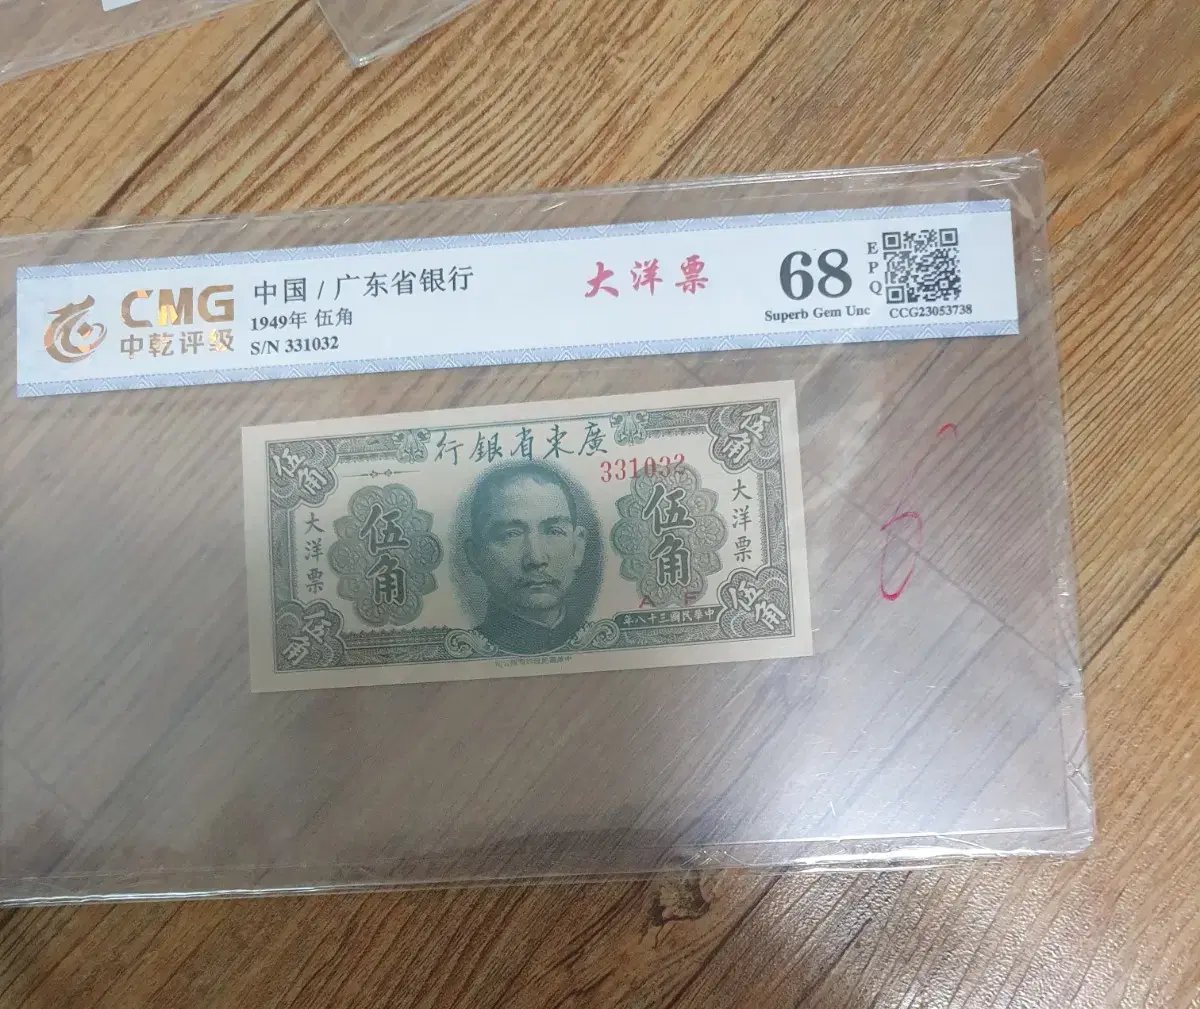 CMG
中乾评级
中国 / 广东省银行
1949年 伍角
S/N 331032
大洋票
68
EPQ
Superb Gem Unc
CCG23053738
行銀省東廣
331032
伍角
伍角
大洋票
伍角
伍角
大洋票
伍角
伍角
A F
年八十三國民華中